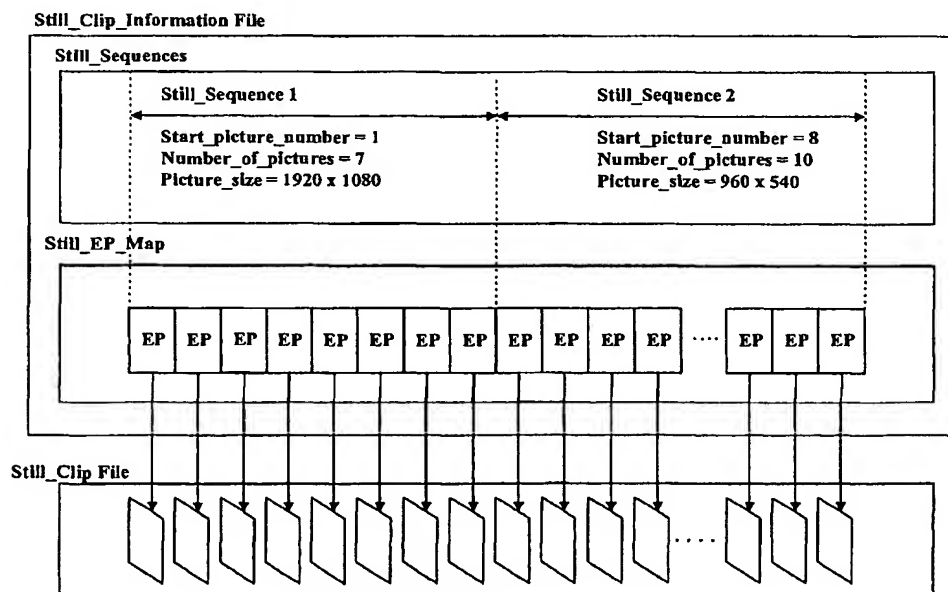 Still_Clip_Information File
Still_Sequences
Still_Sequence 1
Still_Sequence 2
Start_picture_number = 1
Number_of_pictures = 7
Picture_size = 1920 x 1080
Start_picture_number = 8
Number_of_pictures = 10
Picture_size = 960 x 540
Still_EP_Map
EP EP EP EP EP EP EP EP EP EP EP EP ···· EP EP EP
Still_Clip File
·····